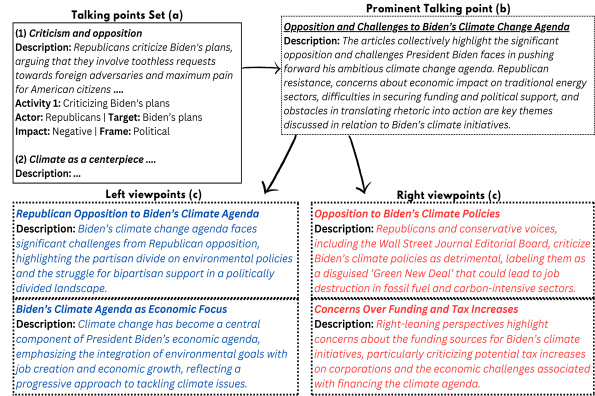 Talking points Set (a)
(1) Criticism and opposition
Description: Republicans criticize Biden's plans,
arguing that they involve toothless requests
towards foreign adversaries and maximum pain
for American citizens ....
Activity 1: Criticizing Biden's plans
Actor: Republicans | Target: Biden's plans
Impact: Negative | Frame: Political
(2) Climate as a centerpiece ....
Description: ...
Prominent Talking point (b)
Opposition and Challenges to Biden's Climate Change Agenda
Description: The articles collectively highlight the significant
opposition and challenges President Biden faces in pushing
forward his ambitious climate change agenda. Republican
resistance, concerns about economic impact on traditional energy
sectors, difficulties in securing funding and political support, and
obstacles in translating rhetoric into action are key themes
discussed in relation to Biden's climate initiatives.
Left viewpoints (c)
Republican Opposition to Biden's Climate Agenda
Description: Biden's climate change agenda faces
significant challenges from Republican opposition,
highlighting the partisan divide on environmental policies
and the struggle for bipartisan support in a politically
divided landscape.
Biden's Climate Agenda as Economic Focus
Description: Climate change has become a central
component of President Biden's economic agenda,
emphasizing the integration of environmental goals with
job creation and economic growth, reflecting a
progressive approach to tackling climate issues.
Right viewpoints (c)
Opposition to Biden's Climate Policies
Description: Republicans and conservative voices,
including the Wall Street Journal Editorial Board, criticize
Biden's climate policies as detrimental, labeling them as
a disguised 'Green New Deal' that could lead to job
destruction in fossil fuel and carbon-intensive sectors.
Concerns Over Funding and Tax Increases
Description: Right-leaning perspectives highlight
concerns about the funding sources for Biden's climate
initiatives, particularly criticizing potential tax increases
on corporations and the economic challenges associated
with financing the climate agenda.